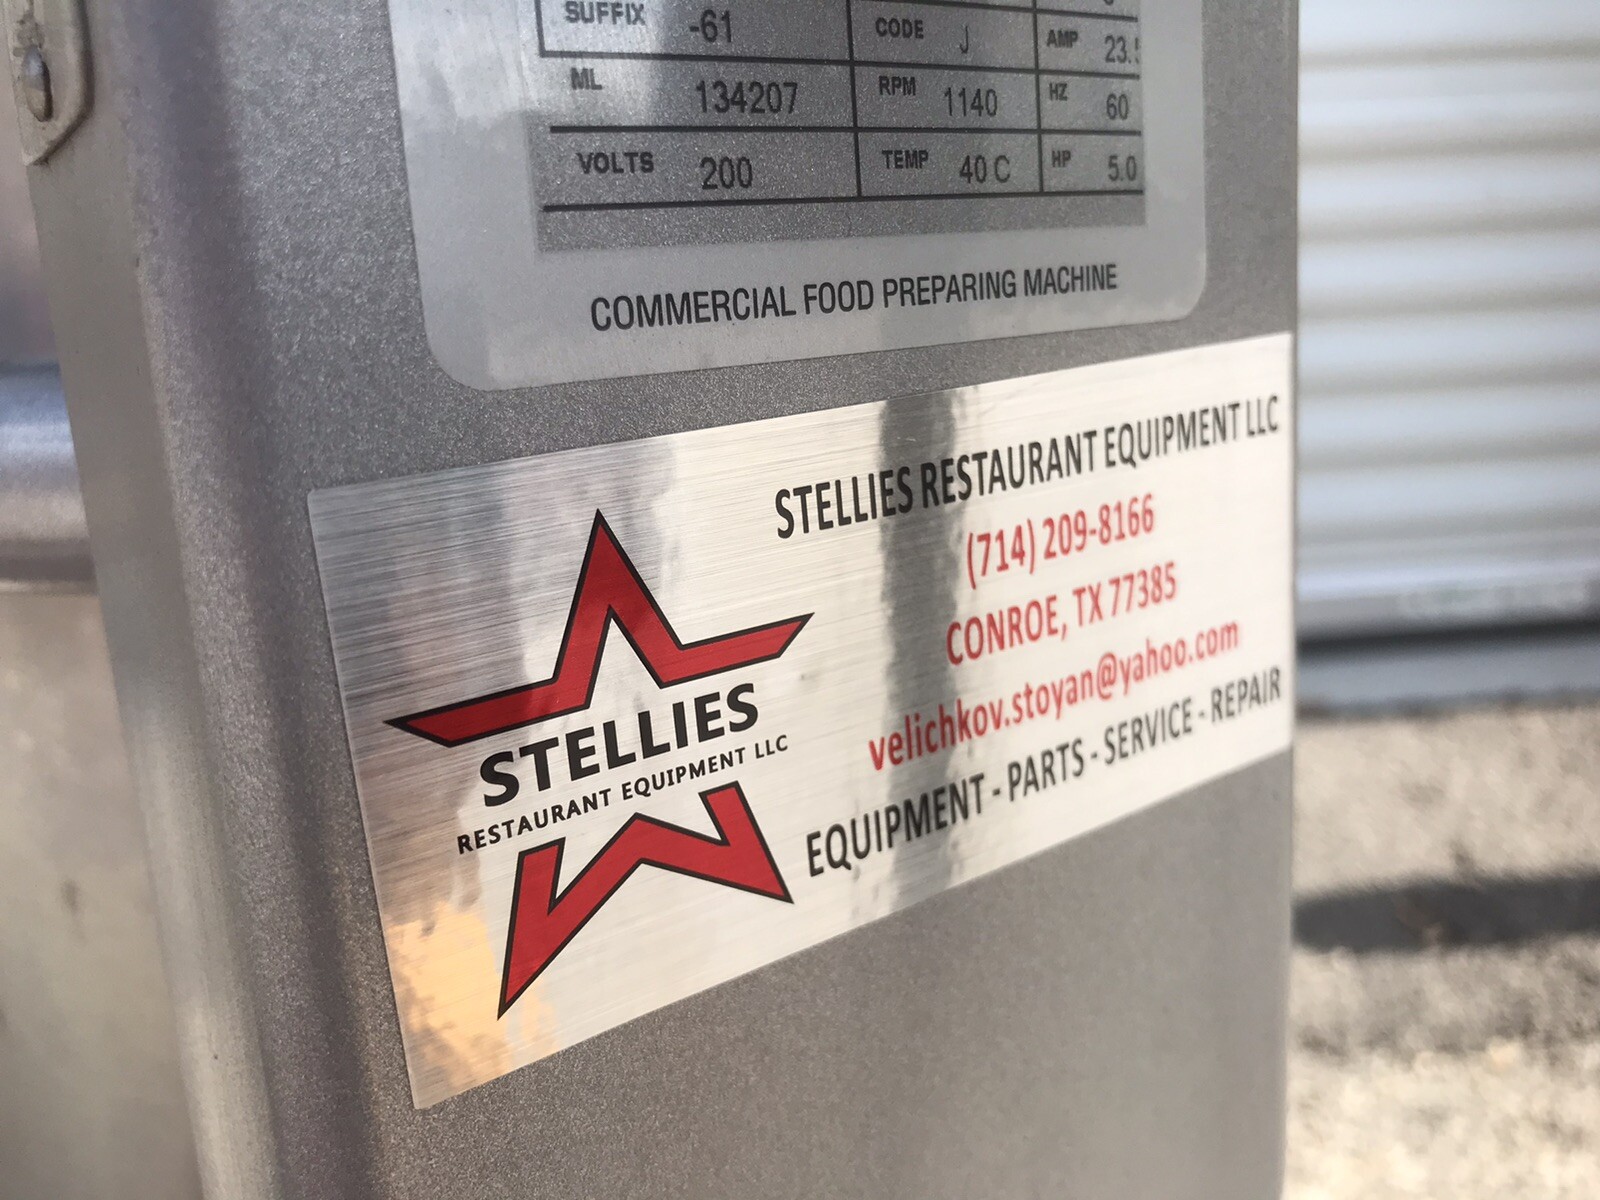 SUFFIX -61 CODE J AMP 23.5
ML 134207 RPM 1140 HZ 60
VOLTS 200 TEMP 40 C HP 5.0
COMMERCIAL FOOD PREPARING MACHINE
STELLIES RESTAURANT EQUIPMENT LLC
(714) 209-8166
CONROE, TX 77385
velichkov.stoyan@yahoo.com
EQUIPMENT - PARTS - SERVICE - REPAIR
STELLIES
RESTAURANT EQUIPMENT LLC